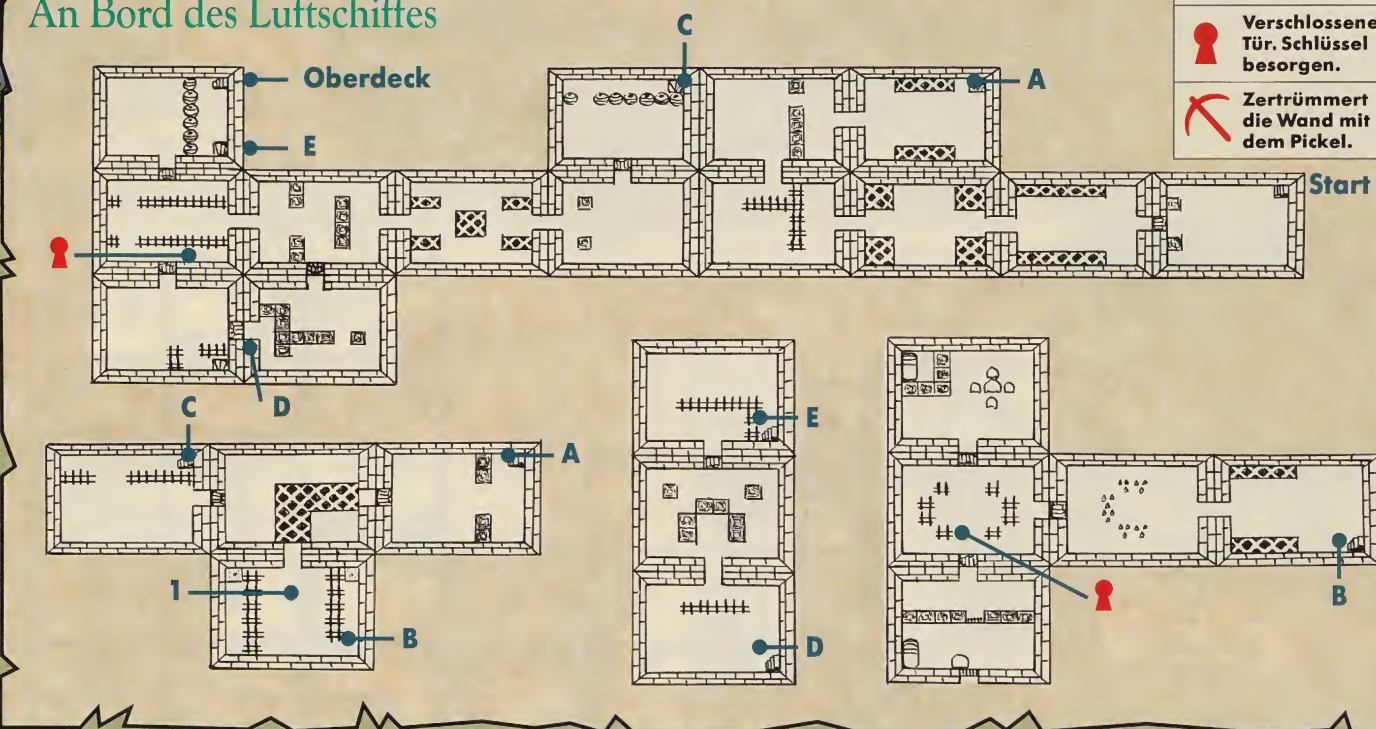 An Bord des Luftschiffes
Verschlossene
Tür. Schlüssel
besorgen.
Zertrümmert
die Wand mit
dem Pickel.
C
Oberdeck
A
E
Start
D
C
A
E
1
B
D
B